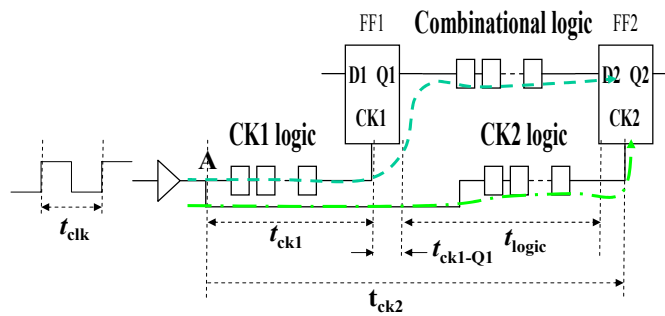 FF1 Combinational logic FF2
D1 Q1 D2 Q2
CK1 CK2
CK1 logic CK2 logic
A
tclk
tck1 tck1-Q1 tlogic
tck2